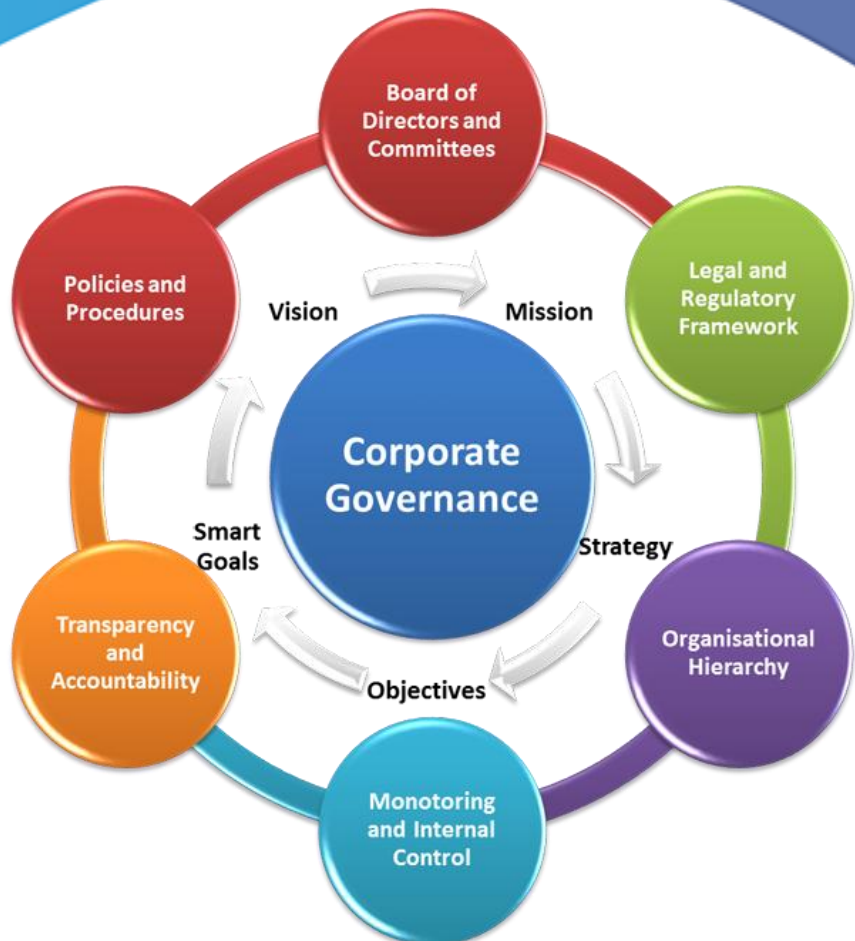 Board of
Directors and
Committees
Policies and
Procedures
Legal and
Regulatory
Framework
Vision
Mission
Corporate
Governance
Smart
Goals
Strategy
Transparency
and
Accountability
Organisational
Hierarchy
Objectives
Monotoring
and Internal
Control